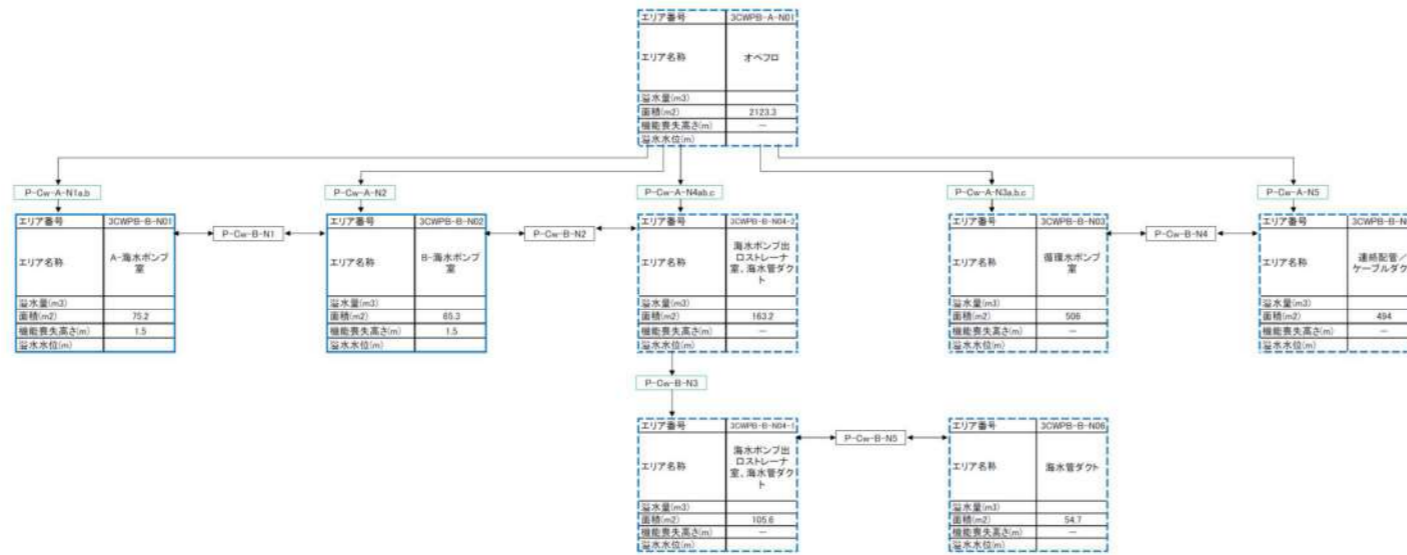 エリア番号 3CWPB-A-N01
エリア名称 オペフロ
溢水量(m3)
面積(m2) 2123.3
機能喪失高さ(m) －
溢水水位(m)
P-Cw-A-N1a,b
P-Cw-A-N2
P-Cw-A-N4ab,c
P-Cw-A-N3a,b,c
P-Cw-A-N5
エリア番号 3CWPB-B-N01
エリア名称 A-海水ポンプ
室
溢水量(m3)
面積(m2) 75.2
機能喪失高さ(m) 1.5
溢水水位(m)
P-Cw-B-N1
エリア番号 3CWPB-B-N02
エリア名称 B-海水ポンプ
室
溢水量(m3)
面積(m2) 65.3
機能喪失高さ(m) 1.5
溢水水位(m)
P-Cw-B-N2
エリア番号 3CWPB-B-N04-2
エリア名称 海水ポンプ出
ロストレーナ
室、海水管ダク
ト
溢水量(m3)
面積(m2) 163.2
機能喪失高さ(m) －
溢水水位(m)
エリア番号 3CWPB-B-N03
エリア名称 循環水ポンプ
室
溢水量(m3)
面積(m2) 506
機能喪失高さ(m) －
溢水水位(m)
P-Cw-B-N4
エリア番号 3CWPB-B-N
エリア名称 連絡配管／
ケーブルダク
溢水量(m3)
面積(m2) 494
機能喪失高さ(m) －
溢水水位(m)
P-Cw-B-N3
エリア番号 3CWPB-B-N04-1
エリア名称 海水ポンプ出
ロストレーナ
室、海水管ダク
ト
溢水量(m3)
面積(m2) 105.6
機能喪失高さ(m) －
溢水水位(m)
P-Cw-B-N5
エリア番号 3CWPB-B-N06
エリア名称 海水管ダクト
溢水量(m3)
面積(m2) 54.7
機能喪失高さ(m) －
溢水水位(m)